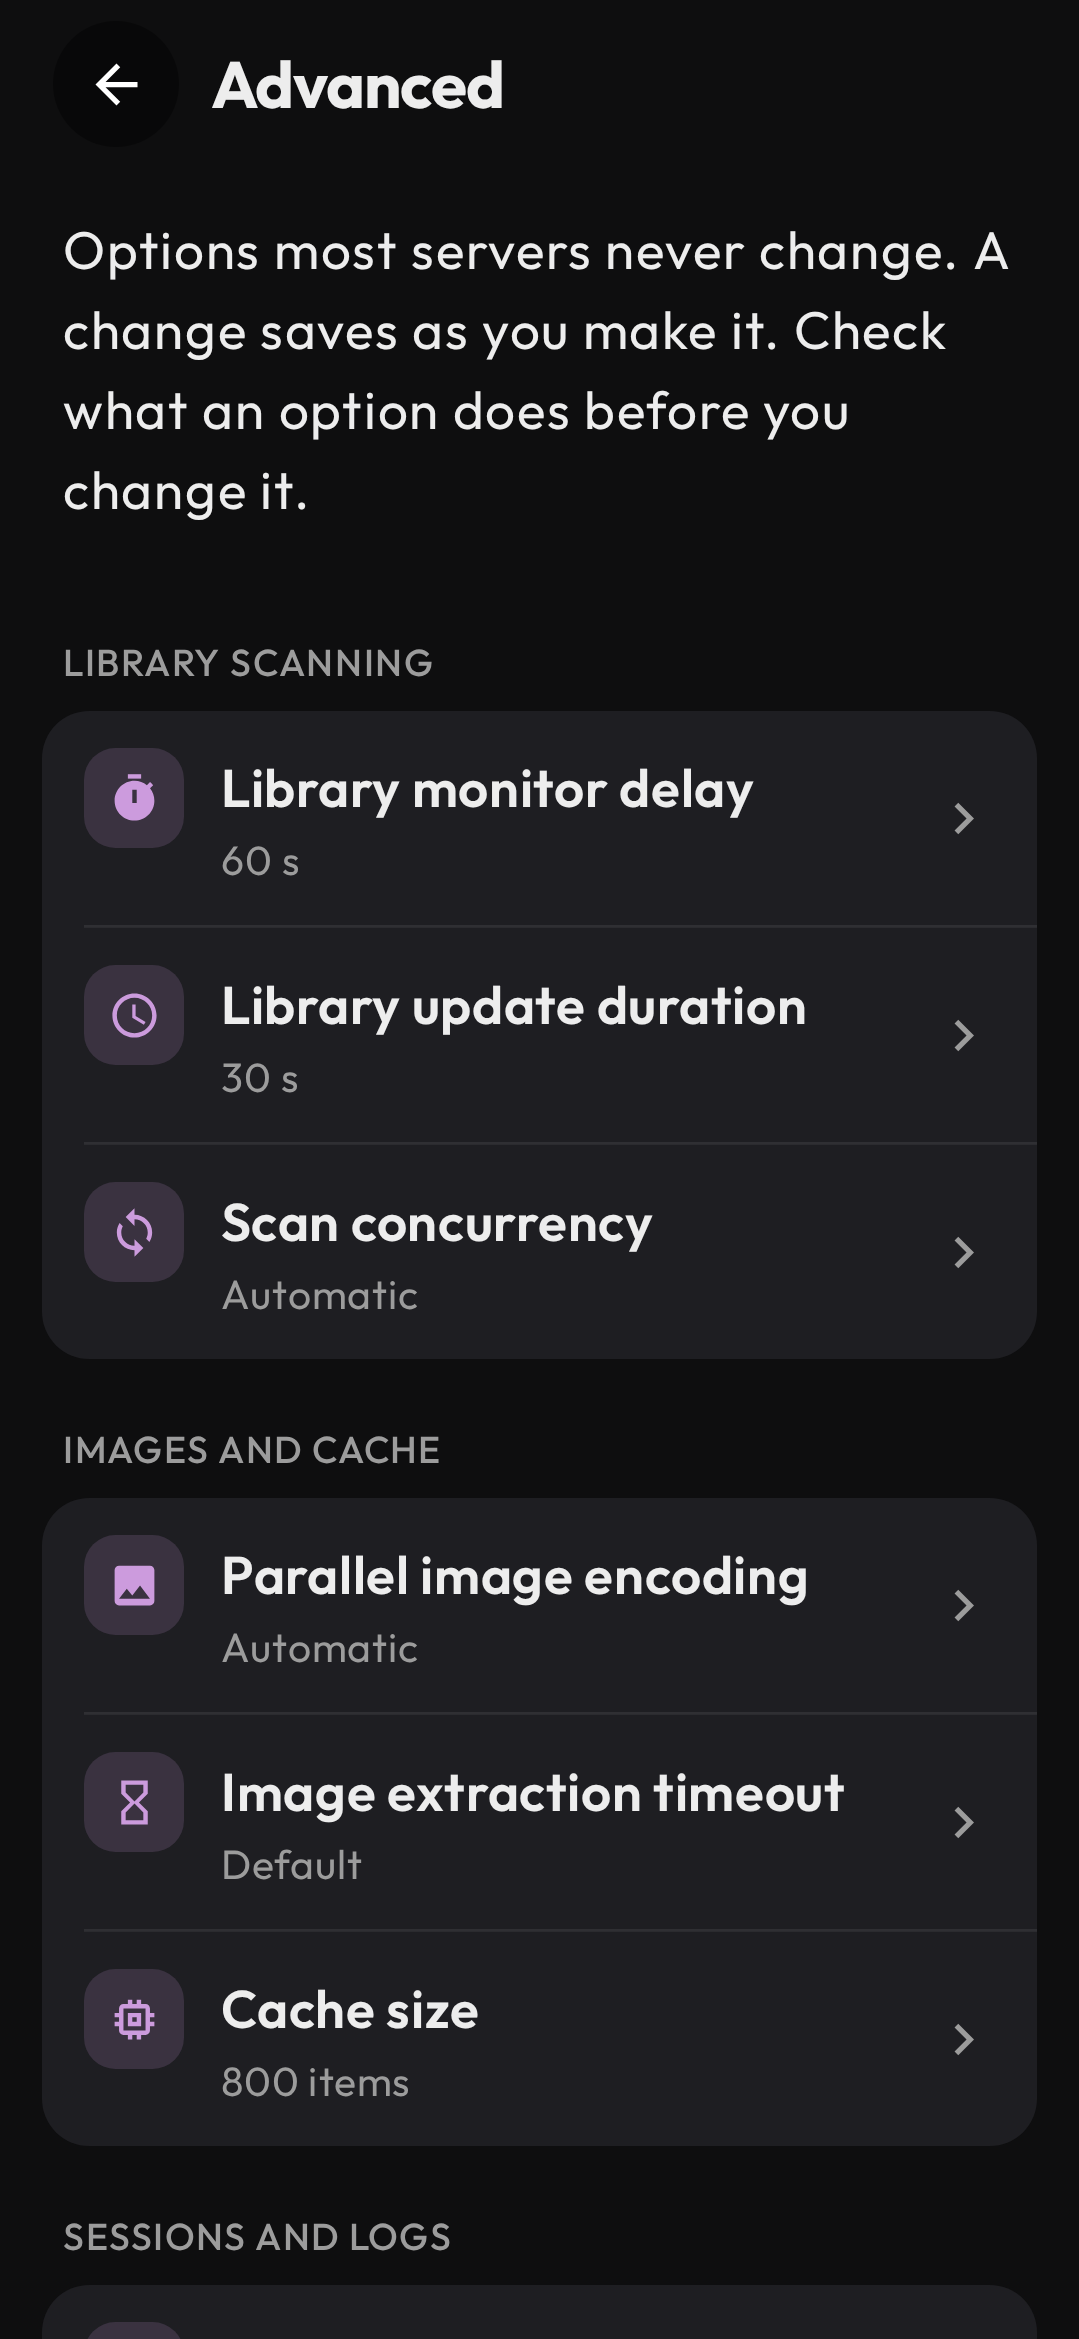 Advanced
Options most servers never change. A
change saves as you make it. Check
what an option does before you
change it.
LIBRARY SCANNING
Library monitor delay
60 s
Library update duration
30 s
Scan concurrency
Automatic
IMAGES AND CACHE
Parallel image encoding
Automatic
Image extraction timeout
Default
Cache size
800 items
SESSIONS AND LOGS